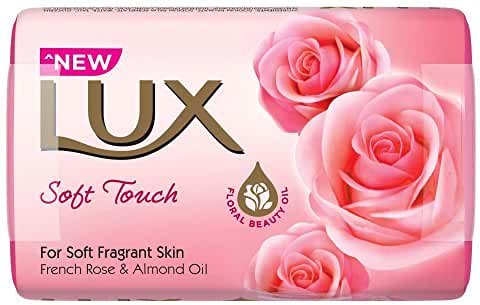 ^NEW
LUX
Soft Touch
FLORAL BEAUTY OIL
For Soft Fragrant Skin
French Rose & Almond Oil